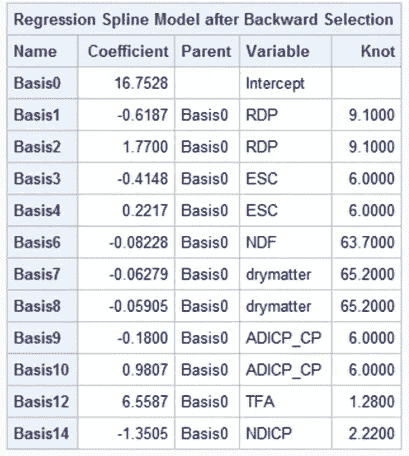 Regression Spline Model after Backward Selection
Name Coefficient Parent Variable Knot
Basis0 16.7528 Intercept
Basis1 -0.6187 Basis0 RDP 9.1000
Basis2 1.7700 Basis0 RDP 9.1000
Basis3 -0.4148 Basis0 ESC 6.0000
Basis4 0.2217 Basis0 ESC 6.0000
Basis6 -0.08228 Basis0 NDF 63.7000
Basis7 -0.06279 Basis0 drymatter 65.2000
Basis8 -0.05905 Basis0 drymatter 65.2000
Basis9 -0.1800 Basis0 ADICP_CP 6.0000
Basis10 0.9807 Basis0 ADICP_CP 6.0000
Basis12 6.5587 Basis0 TFA 1.2800
Basis14 -1.3505 Basis0 NDICP 2.2200